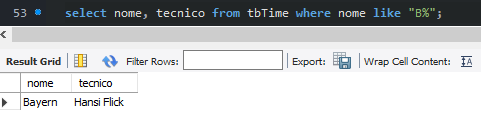 53 select nome, tecnico from tbTime where nome like "B%";
Result Grid Filter Rows: Export: Wrap Cell Content: IA
nome tecnico
Bayern Hansi Flick